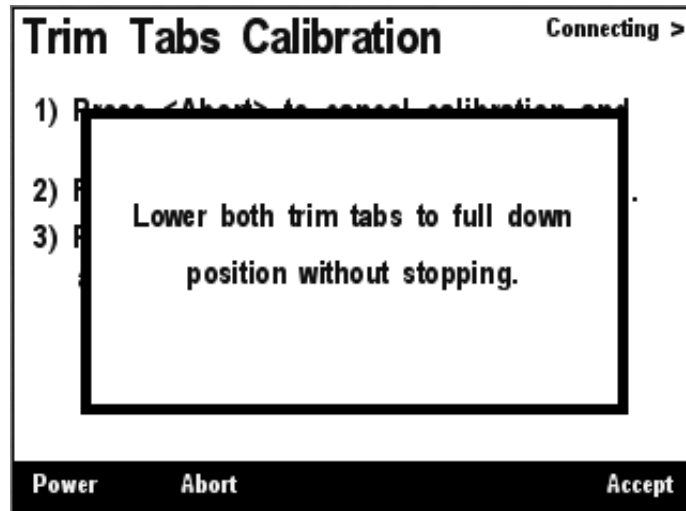 Trim Tabs Calibration
Connecting >
1)
2)
.
3)
Lower both trim tabs to full down
position without stopping.
Power Abort Accept